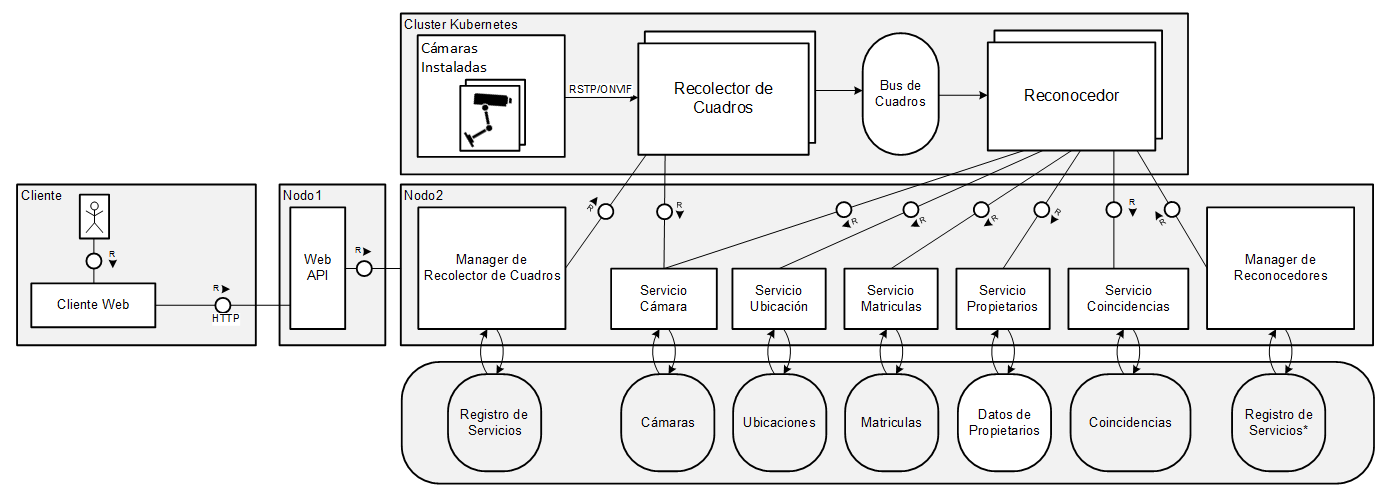 Cluster Kubernetes
Cámaras
Instaladas
RSTP/ONVIF
Recolector de
Cuadros
Bus de
Cuadros
Reconocedor
Cliente
R
Cliente Web
R
HTTP
Nodo1
Web
API
R
Nodo2
R
R
R
R
R
R
R
R
Manager de
Recolector de Cuadros
Servicio
Cámara
Servicio
Ubicación
Servicio
Matriculas
Servicio
Propietarios
Servicio
Coincidencias
Manager de
Reconocedores
Registro de
Servicios
Cámaras
Ubicaciones
Matriculas
Datos de
Propietarios
Coincidencias
Registro de
Servicios*